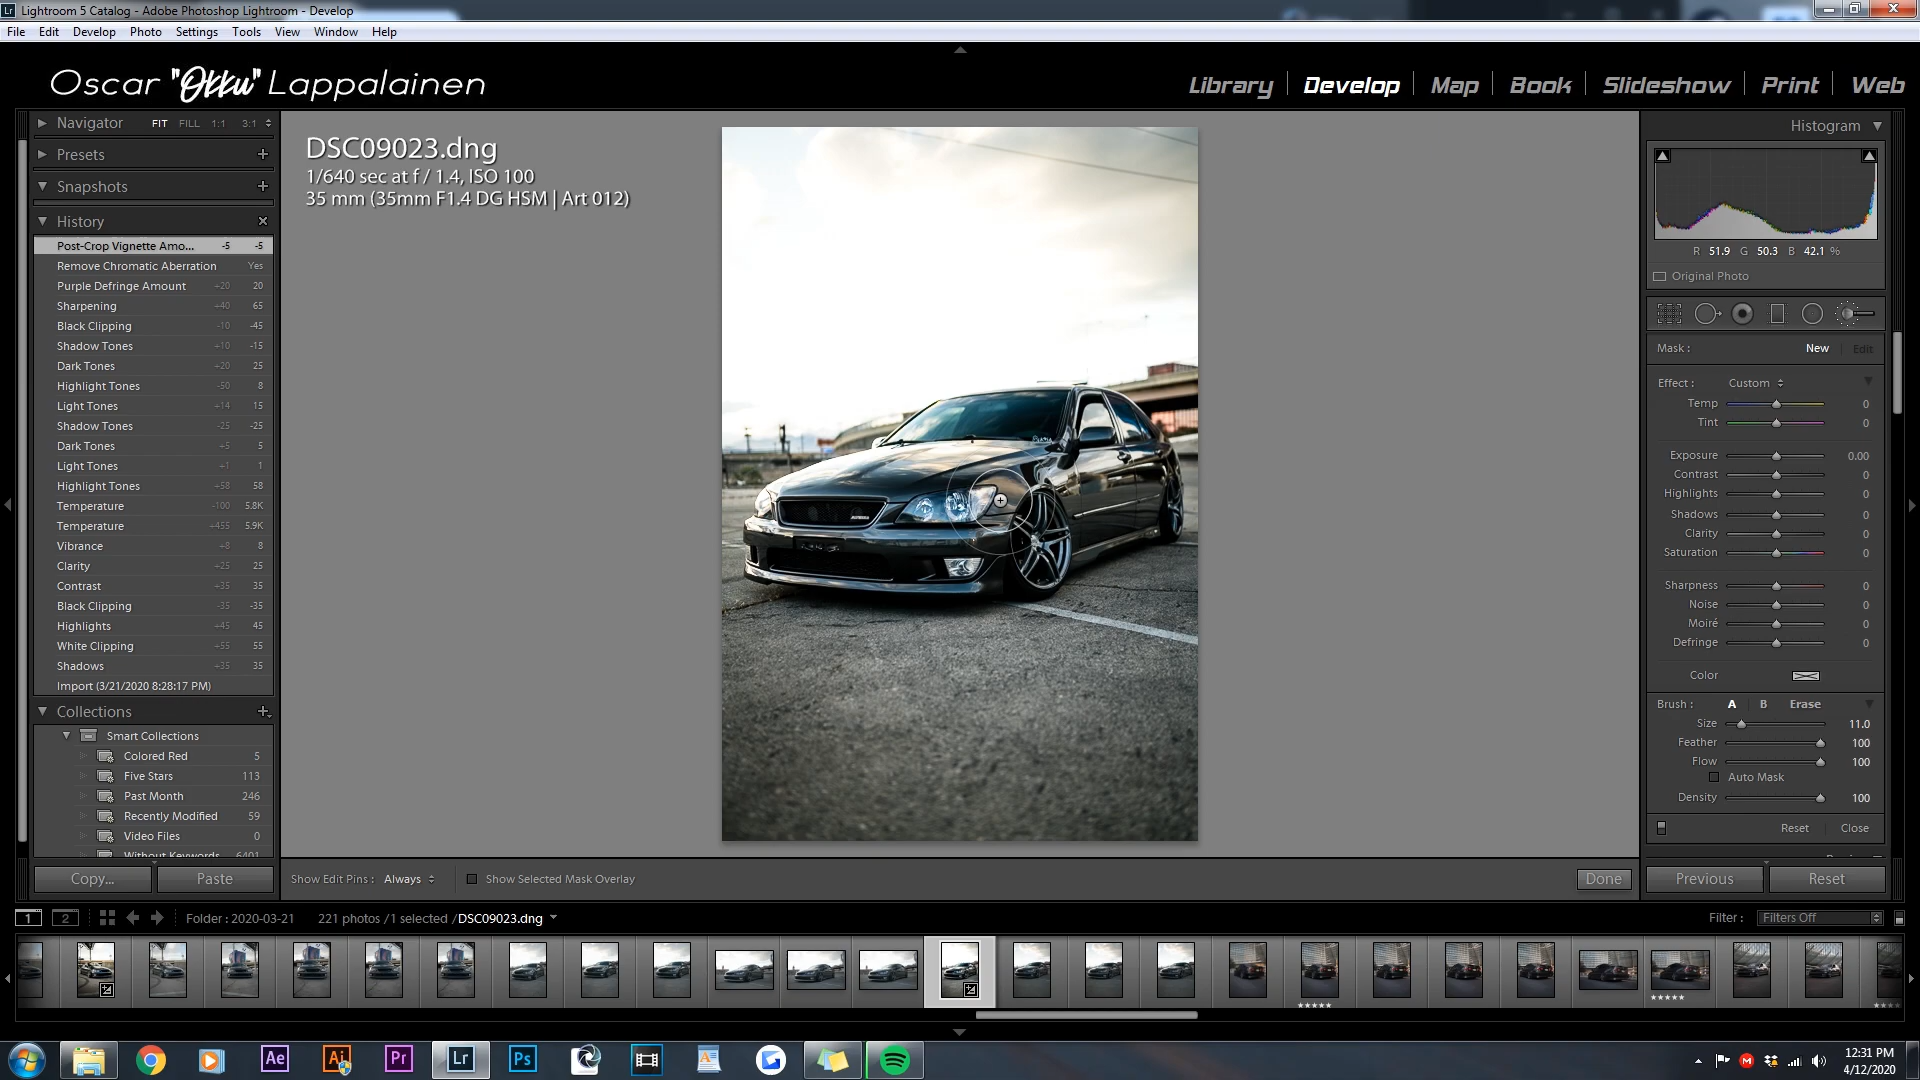 Lightroom 5 Catalog - Adobe Photoshop Lightroom - Develop
File Edit Develop Photo Settings Tools View Window Help
Oscar "Okku" Lappalainen
Library Develop Map Book Slideshow Print Web
Navigator FIT FILL 1:1 3:1
Presets
Snapshots
History
Post-Crop Vignette Amo... -5 -5
Remove Chromatic Aberration Yes
Purple Defringe Amount +20 20
Sharpening +40 65
Black Clipping -10 -45
Shadow Tones +10 -15
Dark Tones +20 25
Highlight Tones -50 8
Light Tones +14 15
Shadow Tones -25 -25
Dark Tones +5 5
Light Tones +1 1
Highlight Tones +58 58
Temperature -100 5.8K
Temperature +455 5.9K
Vibrance +8 8
Clarity +25 25
Contrast +35 35
Black Clipping -35 -35
Highlights +45 45
White Clipping +55 55
Shadows +35 35
Import (3/21/2020 8:28:17 PM)
Collections
Smart Collections
Colored Red 5
Five Stars 113
Past Month 246
Recently Modified 59
Video Files 0
Without Keywords 6401
Copy... Paste
DSC09023.dng
1/640 sec at f / 1.4, ISO 100
35 mm (35mm F1.4 DG HSM | Art 012)
Show Edit Pins : Always Show Selected Mask Overlay Done
Histogram
R 51.9 G 50.3 B 42.1 %
Original Photo
Mask : New Edit
Effect : Custom
Temp 0
Tint 0
Exposure 0.00
Contrast 0
Highlights 0
Shadows 0
Clarity 0
Saturation 0
Sharpness 0
Noise 0
Moiré 0
Defringe 0
Color
Brush : A B Erase
Size 11.0
Feather 100
Flow 100
Auto Mask
Density 100
Reset Close
Previous Reset
1 2 Folder : 2020-03-21 221 photos /1 selected /DSC09023.dng Filter : Filters Off
Ae Ai Pr Lr Ps
12:31 PM
4/12/2020